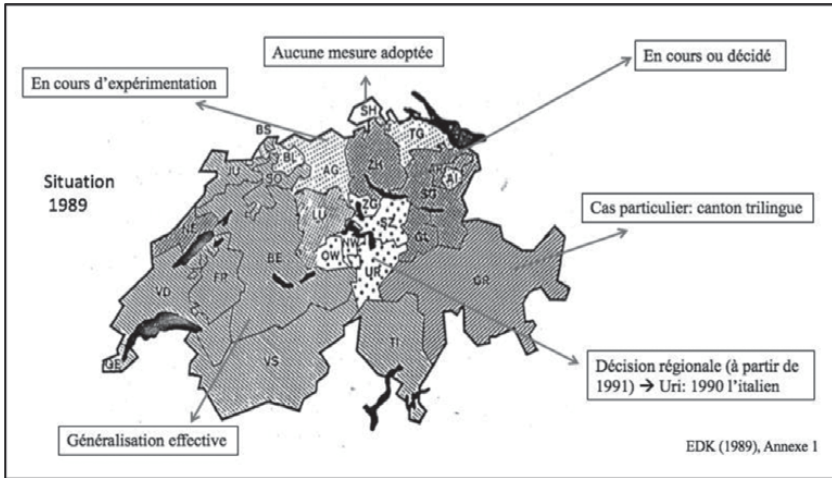 Aucune mesure adoptée
En cours ou décidé
En cours d'expérimentation
SH
BS
TG
BL
AG
ZH
AI
JU
SO
SG
Situation
1989
LU
ZG
SZ
Cas particulier: canton trilingue
NE
GL
BE
OW
NW
UR
GR
VD
FR
TI
GE
VS
Décision régionale (à partir de
1991) → Uri: 1990 l'italien
Généralisation effective
EDK (1989), Annexe 1